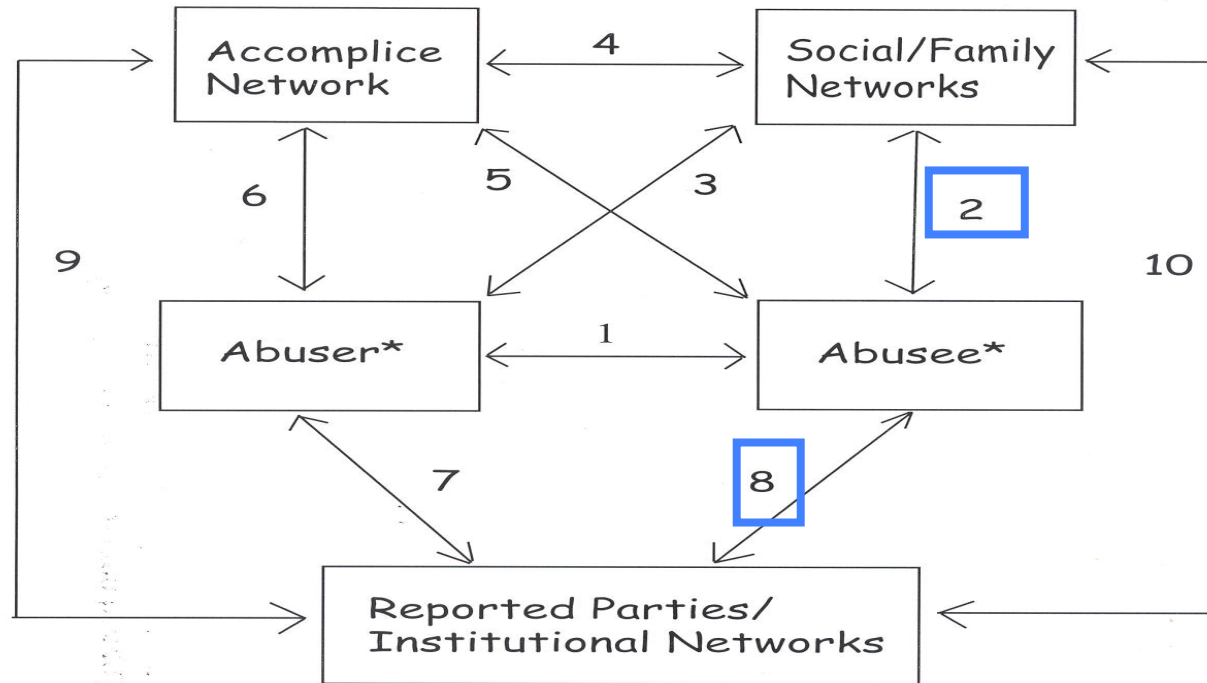 Accomplice
Network
4
Social/Family
Networks
6
5
3
2
9
10
Abuser*
1
Abusee*
7
8
Reported Parties/
Institutional Networks